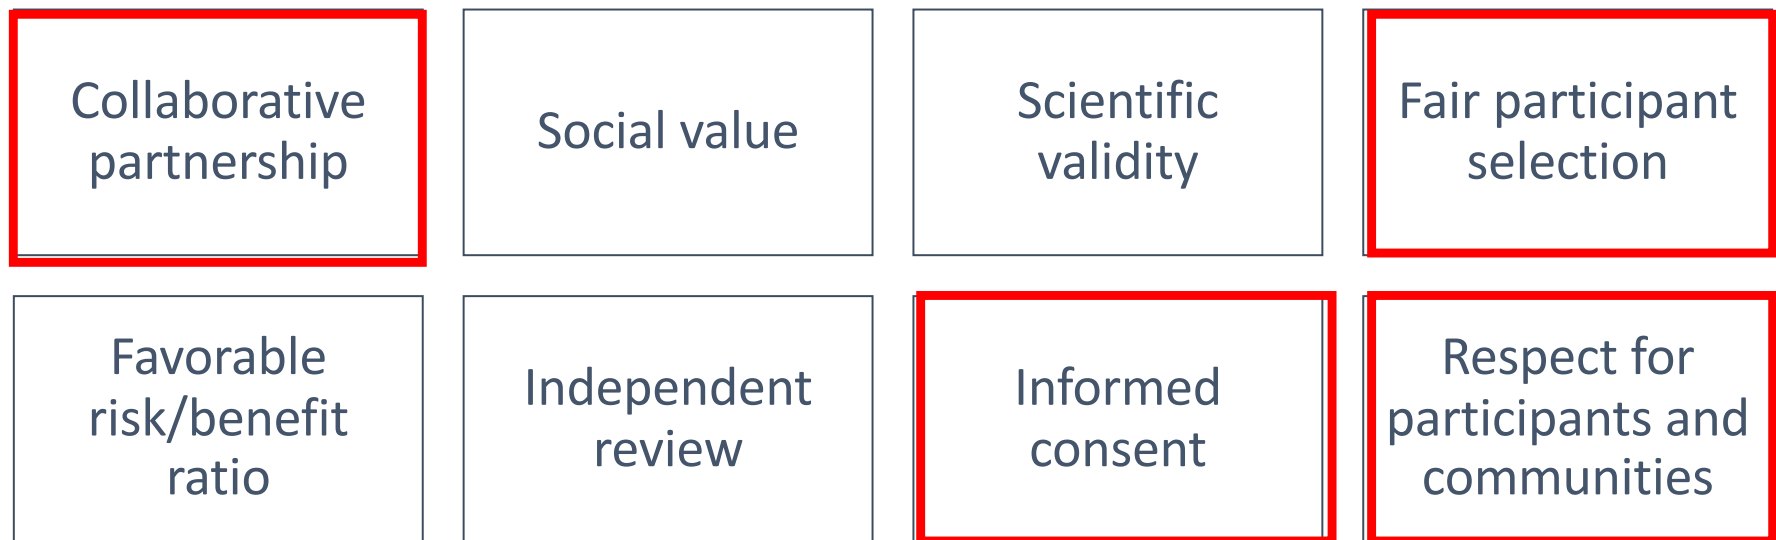 Collaborative
partnership
Social value
Scientific
validity
Fair participant
selection
Favorable
risk/benefit
ratio
Independent
review
Informed
consent
Respect for
participants and
communities